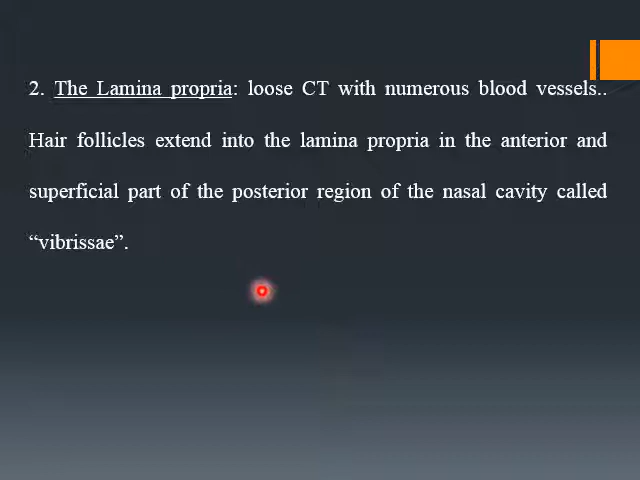 2. The Lamina propria: loose CT with numerous blood vessels..
Hair follicles extend into the lamina propria in the anterior and
superficial part of the posterior region of the nasal cavity called
“vibrissae”.